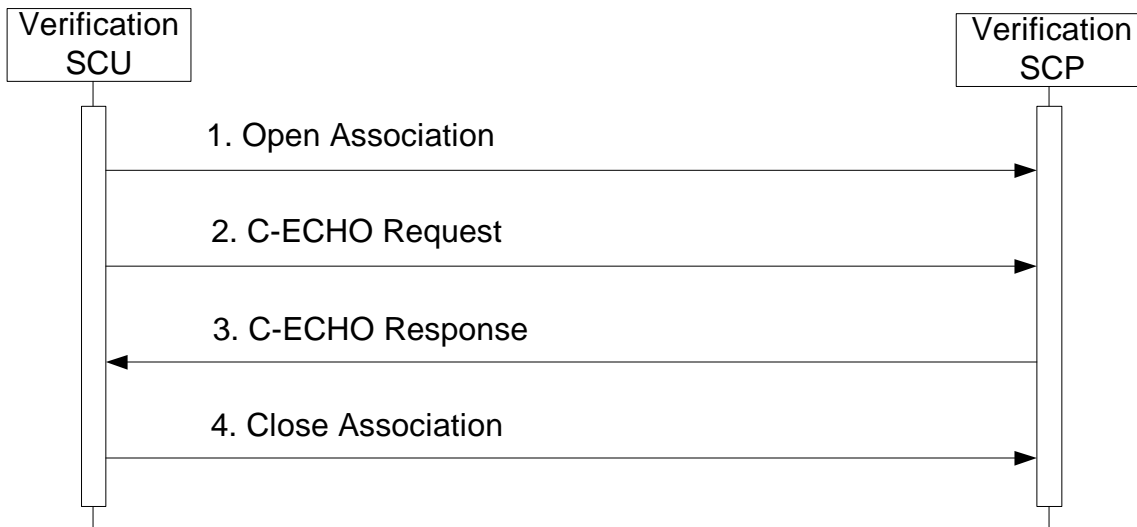 Verification
SCU
Verification
SCP
1. Open Association
2. C-ECHO Request
3. C-ECHO Response
4. Close Association